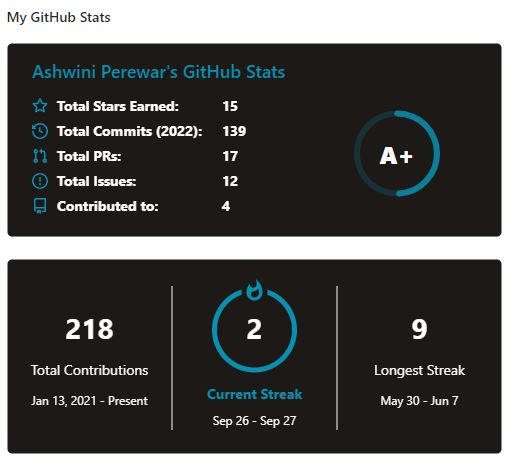 My GitHub Stats
Ashwini Perewar's GitHub Stats
Total Stars Earned: 15
Total Commits (2022): 139
Total PRs: 17
Total Issues: 12
Contributed to: 4
A+
218
Total Contributions
Jan 13, 2021 - Present
2
Current Streak
Sep 26 - Sep 27
9
Longest Streak
May 30 - Jun 7